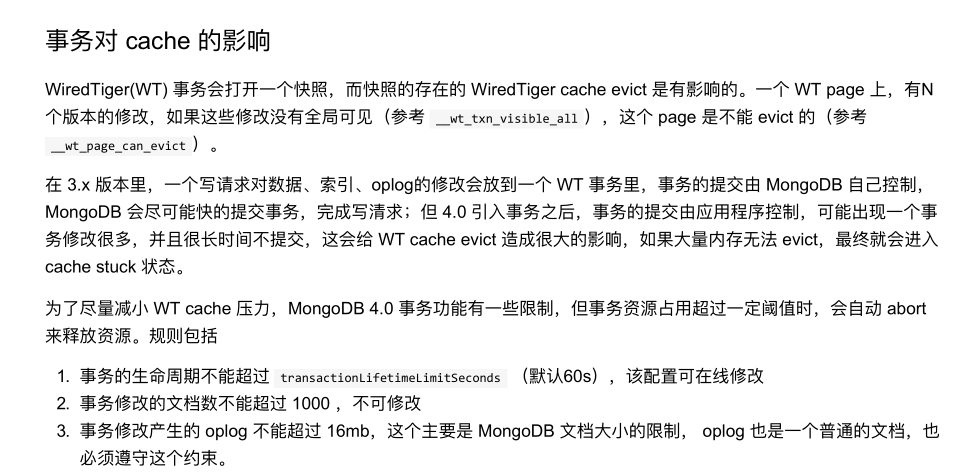 事务对 cache 的影响
WiredTiger(WT) 事务会打开一个快照，而快照的存在的 WiredTiger cache evict 是有影响的。一个 WT page 上，有N
个版本的修改，如果这些修改没有全局可见（参考 __wt_txn_visible_all ），这个 page 是不能 evict 的（参考
__wt_page_can_evict ）。
在 3.x 版本里，一个写请求对数据、索引、oplog的修改会放到一个 WT 事务里，事务的提交由 MongoDB 自己控制，
MongoDB 会尽可能快的提交事务，完成写清求；但 4.0 引入事务之后，事务的提交由应用程序控制，可能出现一个事
务修改很多，并且很长时间不提交，这会给 WT cache evict 造成很大的影响，如果大量内存无法 evict，最终就会进入
cache stuck 状态。
为了尽量减小 WT cache 压力，MongoDB 4.0 事务功能有一些限制，但事务资源占用超过一定阈值时，会自动 abort
来释放资源。规则包括
1. 事务的生命周期不能超过 transactionLifetimeLimitSeconds （默认60s），该配置可在线修改
2. 事务修改的文档数不能超过 1000 ，不可修改
3. 事务修改产生的 oplog 不能超过 16mb，这个主要是 MongoDB 文档大小的限制， oplog 也是一个普通的文档，也
必须遵守这个约束。